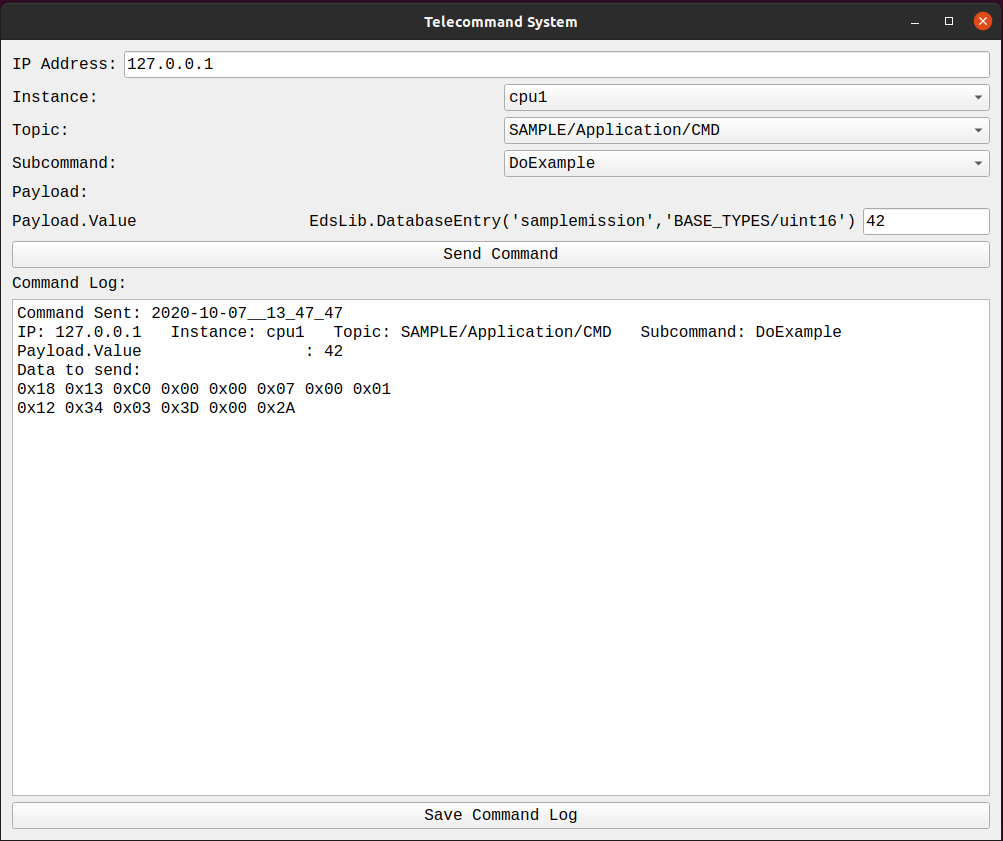 Telecommand System
IP Address: 127.0.0.1
Instance: cpu1
Topic: SAMPLE/Application/CMD
Subcommand: DoExample
Payload:
Payload.Value EdsLib.DatabaseEntry('samplemission','BASE_TYPES/uint16') 42
Send Command
Command Log:
Command Sent: 2020-10-07__13_47_47
IP: 127.0.0.1   Instance: cpu1   Topic: SAMPLE/Application/CMD   Subcommand: DoExample
Payload.Value                 : 42
Data to send:
0x18 0x13 0xC0 0x00 0x00 0x07 0x00 0x01
0x12 0x34 0x03 0x3D 0x00 0x2A
Save Command Log